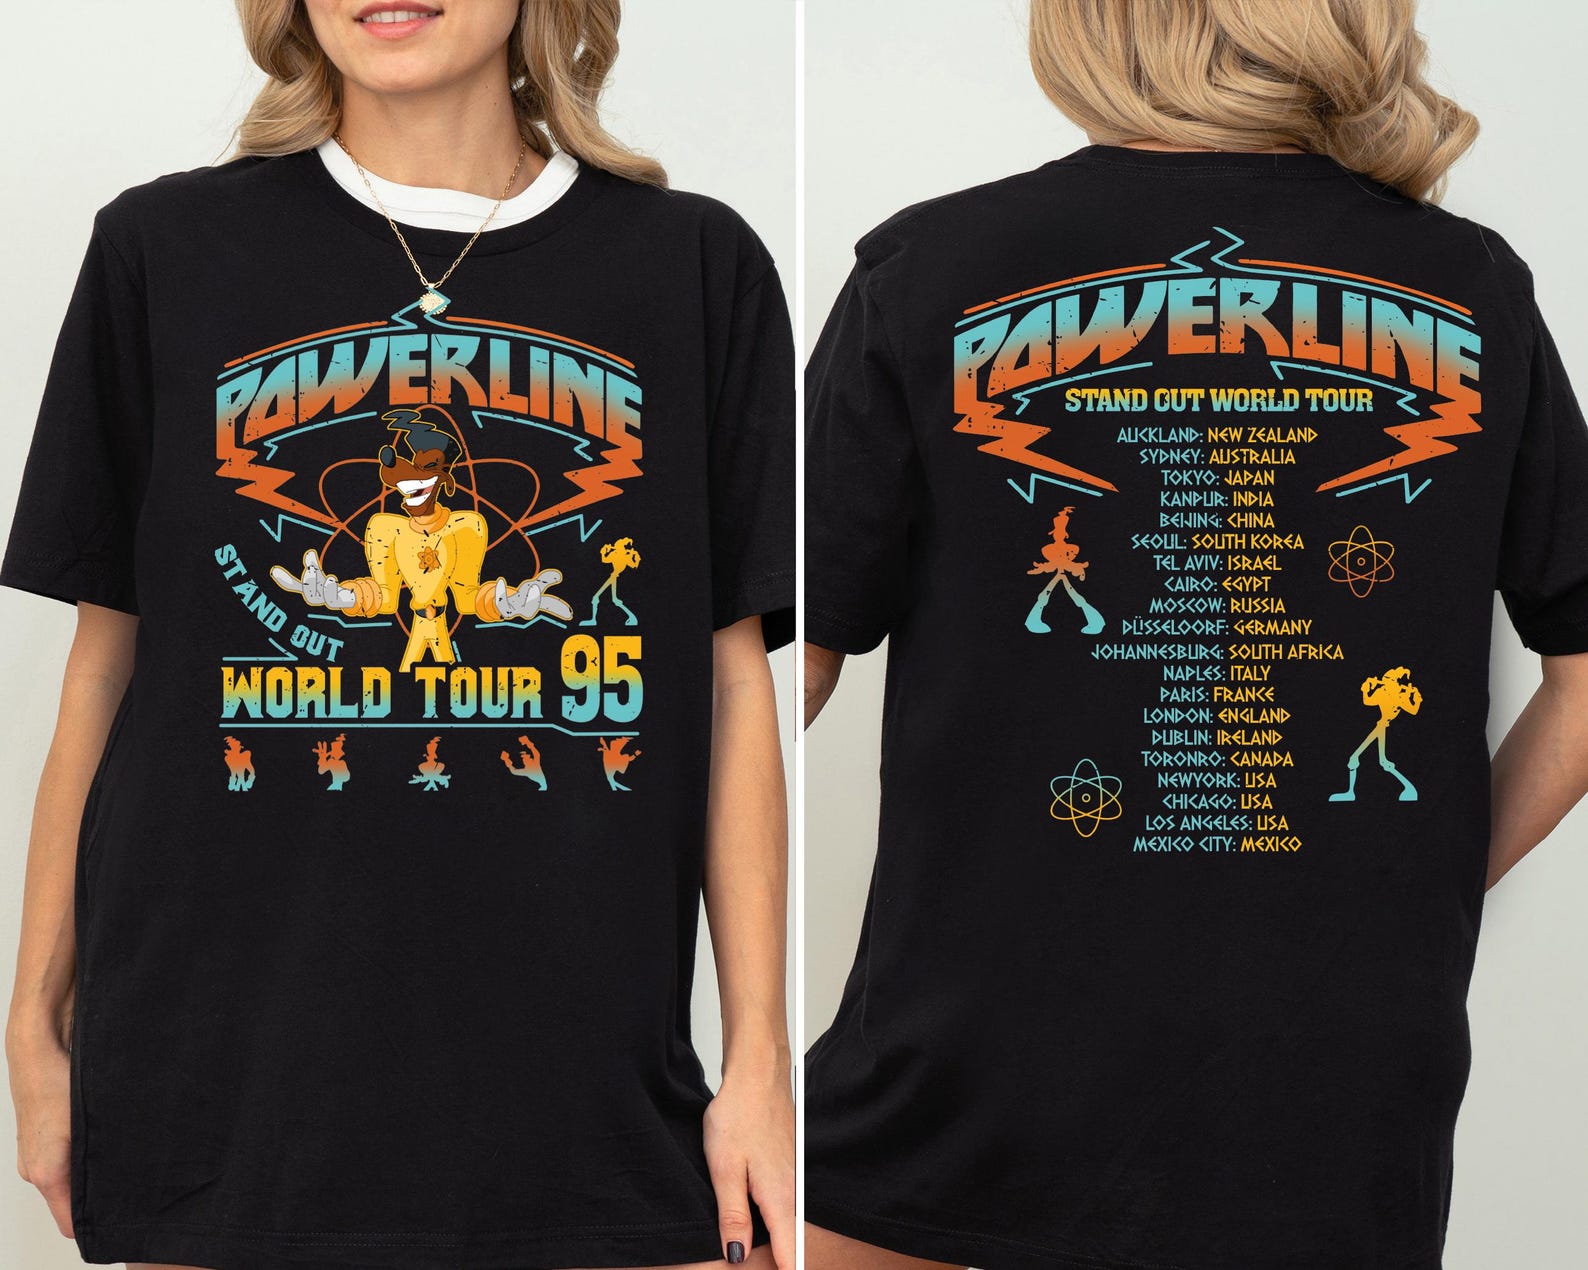 POWERLINE
STAND OUT
WORLD TOUR 95
POWERLINE
STAND OUT WORLD TOUR
AUCKLAND: NEW ZEALAND
SYDNEY: AUSTRALIA
TOKYO: JAPAN
KANPUR: INDIA
BEIJING: CHINA
SEOUL: SOUTH KOREA
TEL AVIV: ISRAEL
CAIRO: EGYPT
MOSCOW: RUSSIA
DÜSSELOORF: GERMANY
JOHANNESBURG: SOUTH AFRICA
NAPLES: ITALY
PARIS: FRANCE
LONDON: ENGLAND
DUBLIN: IRELAND
TORONRO: CANADA
NEWYORK: USA
CHICAGO: USA
LOS ANGELES: USA
MEXICO CITY: MEXICO